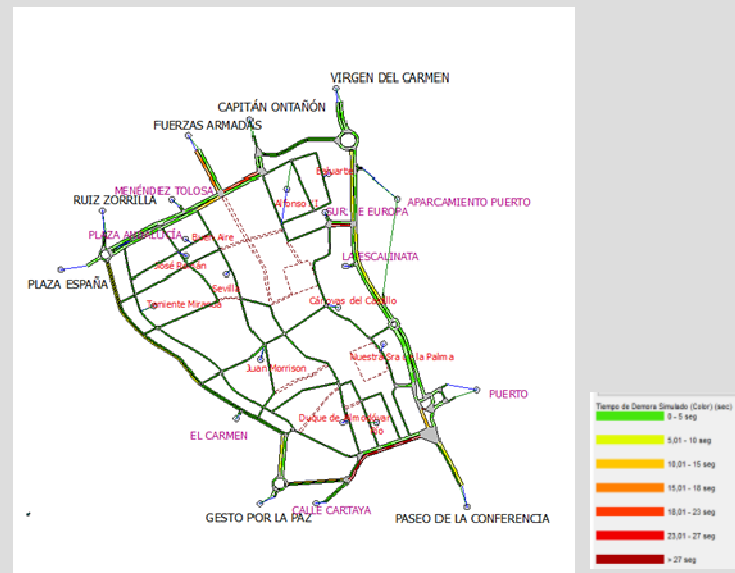 VIRGEN DEL CARMEN
CAPITÁN ONTAÑÓN
FUERZAS ARMADAS
Baluarte
MENÉNDEZ TOLOSA
RUIZ ZORRILLA
Alfonso XI
APARCAMIENTO PUERTO
SUR DE EUROPA
PLAZA ANDALUCÍA
Buen Aire
LA ESCALINATA
José Román
PLAZA ESPAÑA
Sevilla
Teniente Miranda
Cánovas del Castillo
Nuestra Sra de la Palma
Juan Morrison
PUERTO
Duque de Almodóvar
EL CARMEN
GESTO POR LA PAZ
CALLE CARTAYA
PASEO DE LA CONFERENCIA
Tiempo de Demora Simulado (Color) (sec)
0 - 5 seg
5,01 - 10 seg
10,01 - 15 seg
15,01 - 18 seg
18,01 - 23 seg
23,01 - 27 seg
> 27 seg